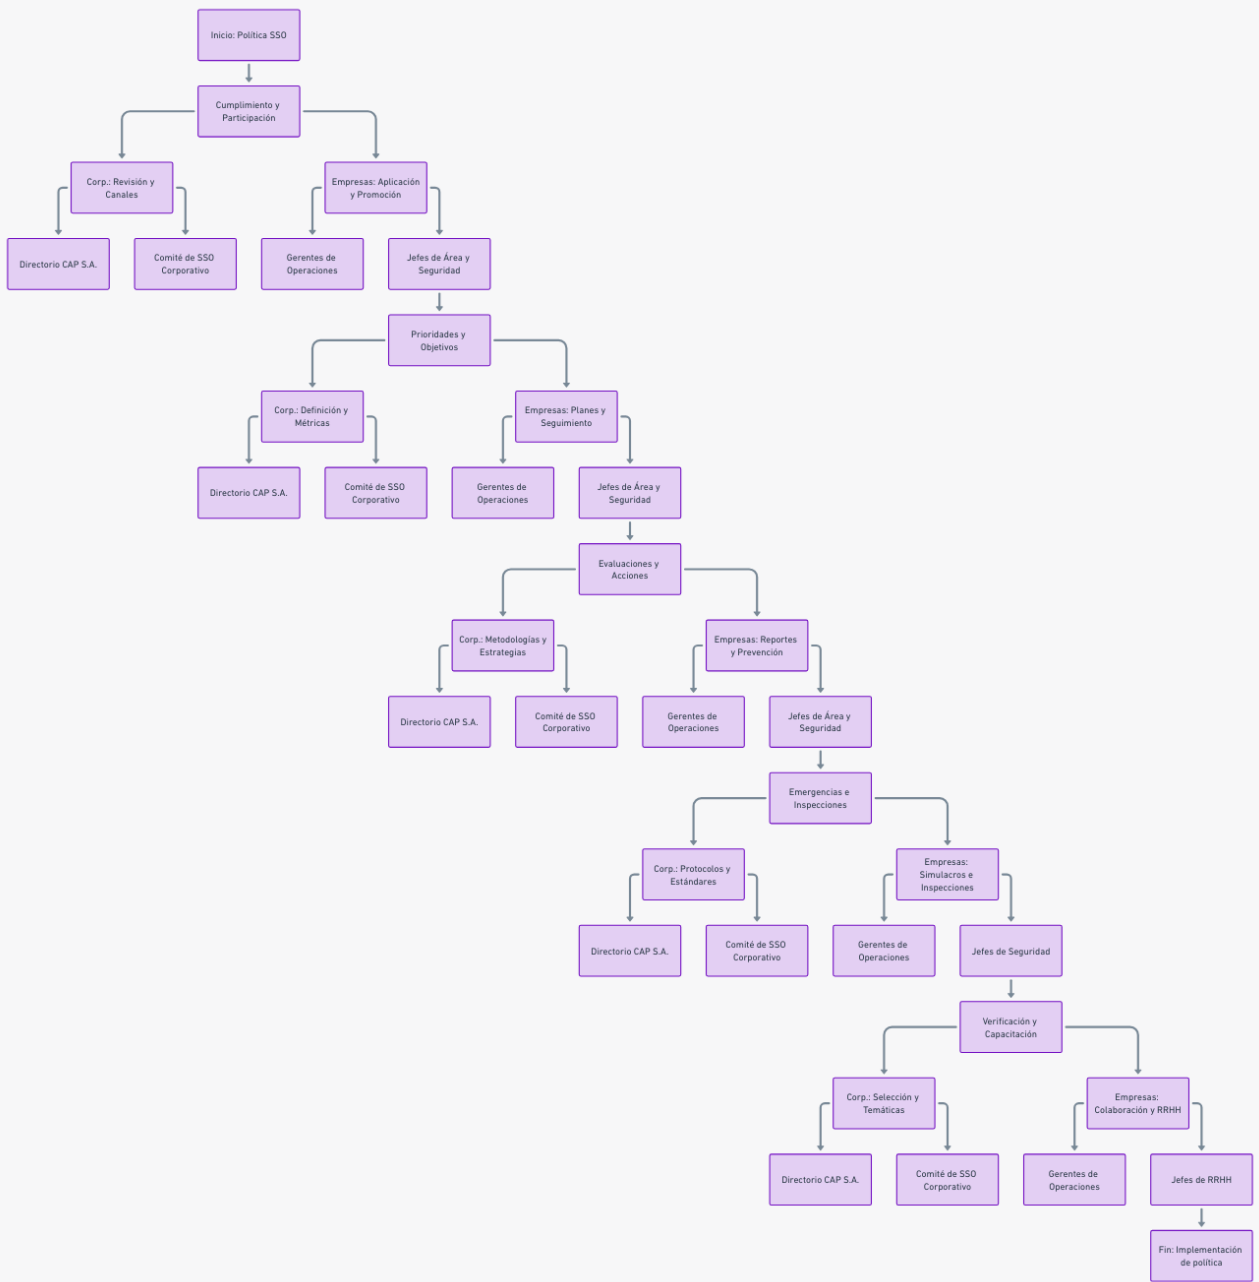 Inicio: Política SSO
Cumplimiento y
Participación
Corp.: Revisión y
Canales
Empresas: Aplicación
y Promoción
Directorio CAP S.A.
Comité de SSO
Corporativo
Gerentes de
Operaciones
Jefes de Área y
Seguridad
Prioridades y
Objetivos
Corp.: Definición y
Métricas
Empresas: Planes y
Seguimiento
Directorio CAP S.A.
Comité de SSO
Corporativo
Gerentes de
Operaciones
Jefes de Área y
Seguridad
Evaluaciones y
Acciones
Corp.: Metodologías y
Estrategias
Empresas: Reportes
y Prevención
Directorio CAP S.A.
Comité de SSO
Corporativo
Gerentes de
Operaciones
Jefes de Área y
Seguridad
Emergencias e
Inspecciones
Corp.: Protocolos y
Estándares
Empresas:
Simulacros e
Inspecciones
Directorio CAP S.A.
Comité de SSO
Corporativo
Gerentes de
Operaciones
Jefes de Seguridad
Verificación y
Capacitación
Corp.: Selección y
Temáticas
Empresas:
Colaboración y RRHH
Directorio CAP S.A.
Comité de SSO
Corporativo
Gerentes de
Operaciones
Jefes de RRHH
Fin: Implementación
de política